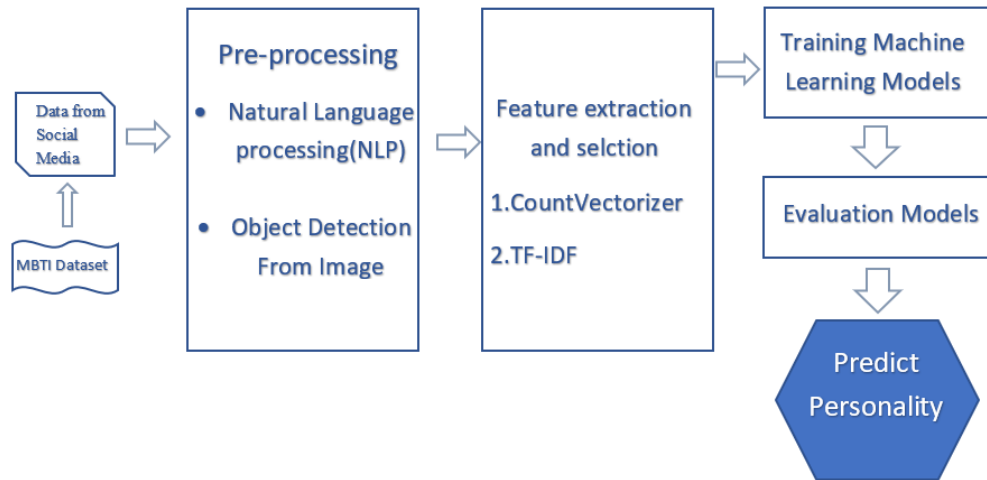 Data from
Social
Media
MBTI Dataset
Pre-processing
• Natural Language
processing(NLP)
• Object Detection
From Image
Feature extraction
and selction
1.CountVectorizer
2.TF-IDF
Training Machine
Learning Models
Evaluation Models
Predict
Personality